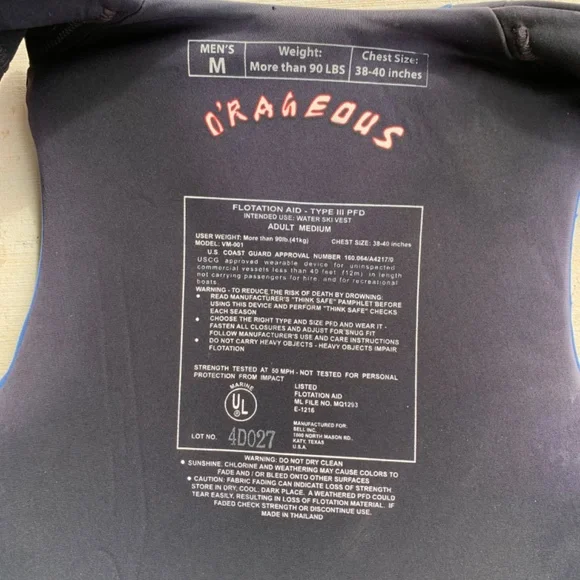 MEN'S
M
Weight:
More than 90 LBS
Chest Size:
38-40 inches
O'RAGEOUS
FLOTATION AID - TYPE III PFD
INTENDED USE: WATER SKI VEST
ADULT MEDIUM
USER WEIGHT: More than 90lb.(41kg) CHEST SIZE: 38-40 inches
MODEL: VM-001
U.S. COAST GUARD APPROVAL NUMBER 160.064/A4217/0
USCG approved wearable device for uninspected
commercial vessels less than 40 feet (12m) in length
not carrying passengers for hire, and for recreational
boats.
WARNING - TO REDUCE THE RISK OF DEATH BY DROWNING:
● READ MANUFACTURER'S "THINK SAFE" PAMPHLET BEFORE
USING THIS DEVICE AND PERFORM "THINK SAFE" CHECKS
EACH SEASON
● CHOOSE THE RIGHT TYPE AND SIZE PFD AND WEAR IT -
FASTEN ALL CLOSURES AND ADJUST FOR SNUG FIT
FOLLOW MANUFACTURER'S USE AND CARE INSTRUCTIONS
● DO NOT CARRY HEAVY OBJECTS - HEAVY OBJECTS IMPAIR
FLOTATION
STRENGTH TESTED AT 50 MPH - NOT TESTED FOR PERSONAL
PROTECTION FROM IMPACT
MARINE
UL
LISTED
FLOTATION AID
ML FILE NO. MQ1293
E-1216
MANUFACTURED FOR:
BELL INC.
1000 NORTH MASON RD.,
KATY, TEXAS
U.S.A.
LOT NO. 4D027
WARNING: DO NOT DRY CLEAN
● SUNSHINE, CHLORINE AND WEATHERING MAY CAUSE COLORS TO
FADE AND / OR BLEED ONTO OTHER SURFACES
● CAUTION: FABRIC FADING CAN INDICATE LOSS OF STRENGTH
STORE IN DRY, COOL, DARK PLACE. A WEATHERED PFD COULD
TEAR EASILY, RESULTING IN LOSS OF FLOTATION MATERIAL. IF
FADED CHECK STRENGTH OR DISCONTINUE USE.
MADE IN THAILAND